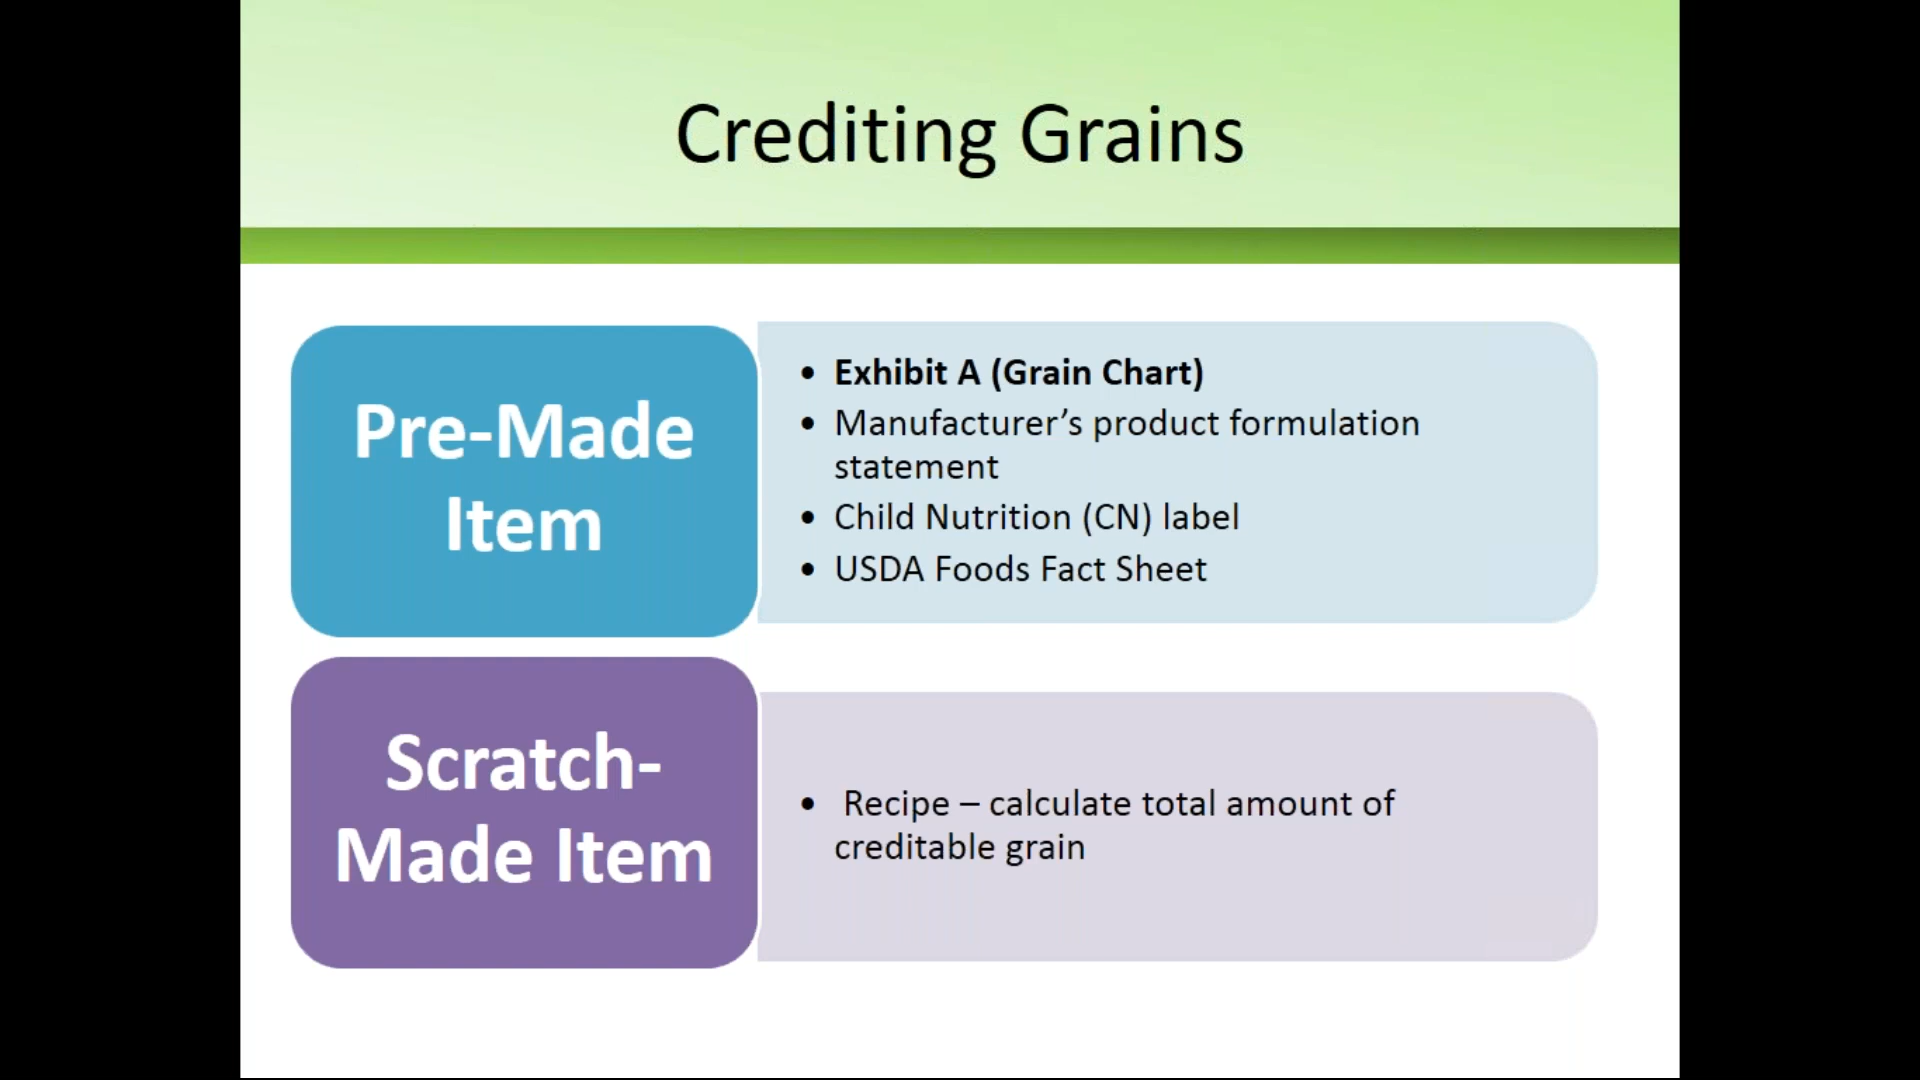 Crediting Grains
Pre-Made
Item
• Exhibit A (Grain Chart)
• Manufacturer’s product formulation
statement
• Child Nutrition (CN) label
• USDA Foods Fact Sheet
Scratch-
Made Item
• Recipe – calculate total amount of
creditable grain